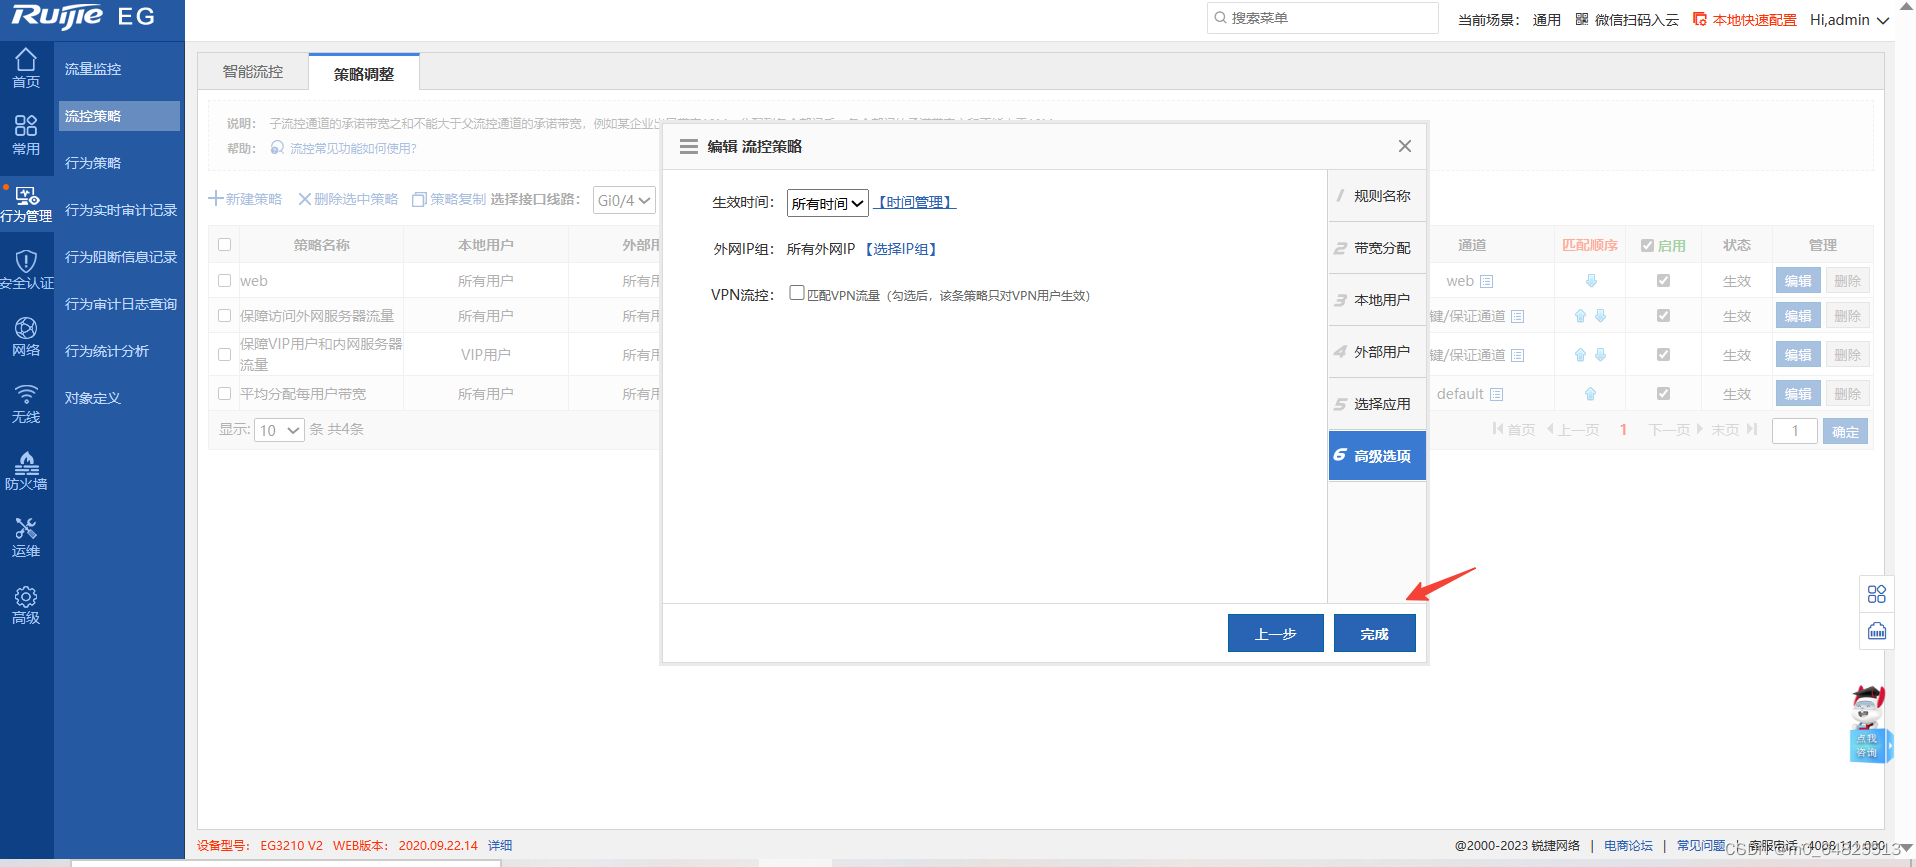 Ruijie EG
搜索菜单
当前场景： 通用 微信扫码入云 本地快速配置 Hi,admin
首页
常用
行为管理
安全认证
网络
无线
防火墙
运维
高级
流量监控
流控策略
行为策略
行为实时审计记录
行为阻断信息记录
行为审计日志查询
行为统计分析
对象定义
智能流控 策略调整
说明： 子流控通道的承诺带宽之和不能大于父流控通道的承诺带宽，例如某企业出
帮助： 流控常见功能如何使用?
新建策略 删除选中策略 策略复制 选择接口线路： Gi0/4
策略名称 本地用户 外部用 通道 匹配顺序 启用 状态 管理
web 所有用户 所有用 web 生效 编辑 删除
保障访问外网服务器流量 所有用户 所有用 键/保证通道 生效 编辑 删除
保障VIP用户和内网服务器
流量 VIP用户 所有用 键/保证通道 生效 编辑 删除
平均分配每用户带宽 所有用户 所有用 default 生效 编辑 删除
显示: 10 条 共4条 首页 上一页 1 下一页 末页 1 确定
编辑 流控策略
生效时间： 所有时间 【时间管理】
外网IP组： 所有外网IP 【选择IP组】
VPN流控： 匹配VPN流量（勾选后，该条策略只对VPN用户生效）
1 规则名称
2 带宽分配
3 本地用户
4 外部用户
5 选择应用
6 高级选项
上一步 完成
点我
咨询
设备型号： EG3210 V2 WEB版本： 2020.09.22.14 详细
@2000-2023 锐捷网络 | 电商论坛 | 常见问题 | 客服电话 4008 111 000